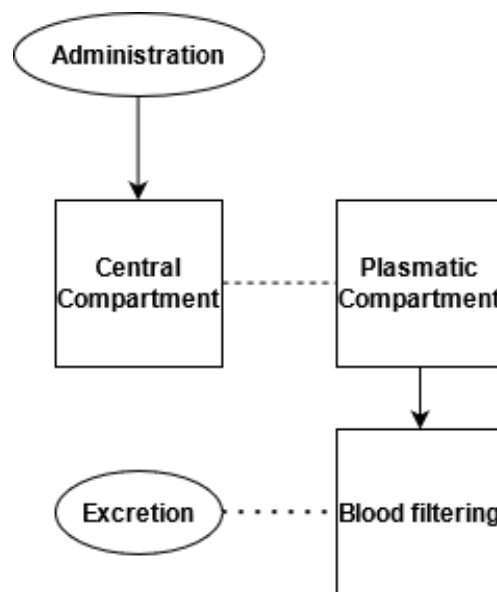 Administration
Central
Compartment
Plasmatic
Compartment
Excretion
Blood filtering